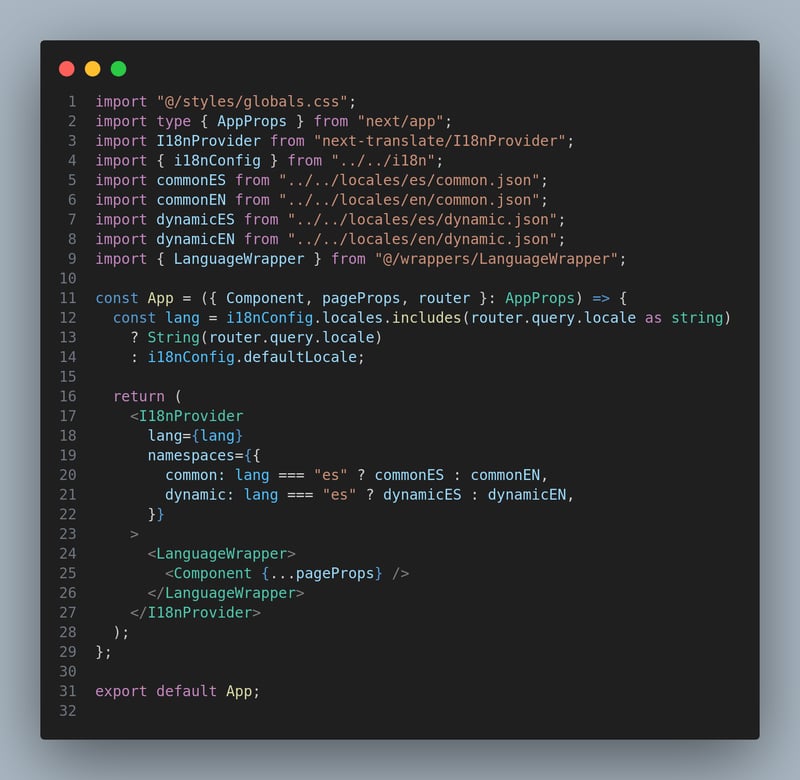 1 import "@/styles/globals.css";
2 import type { AppProps } from "next/app";
3 import I18nProvider from "next-translate/I18nProvider";
4 import { i18nConfig } from "../../i18n";
5 import commonES from "../../locales/es/common.json";
6 import commonEN from "../../locales/en/common.json";
7 import dynamicES from "../../locales/es/dynamic.json";
8 import dynamicEN from "../../locales/en/dynamic.json";
9 import { LanguageWrapper } from "@/wrappers/LanguageWrapper";
10
11 const App = ({ Component, pageProps, router }: AppProps) => {
12   const lang = i18nConfig.locales.includes(router.query.locale as string)
13     ? String(router.query.locale)
14     : i18nConfig.defaultLocale;
15
16   return (
17     <I18nProvider
18       lang={lang}
19       namespaces={{
20         common: lang === "es" ? commonES : commonEN,
21         dynamic: lang === "es" ? dynamicES : dynamicEN,
22       }}
23     >
24       <LanguageWrapper>
25         <Component {...pageProps} />
26       </LanguageWrapper>
27     </I18nProvider>
28   );
29 };
30
31 export default App;
32